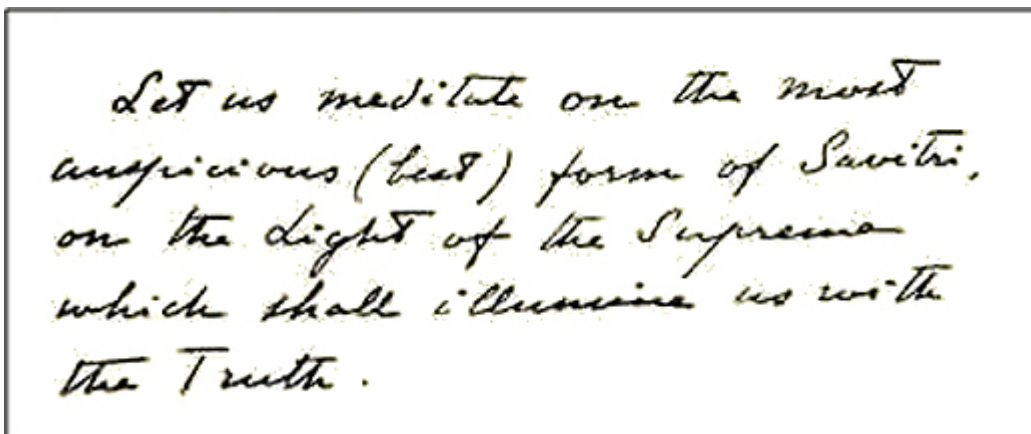 Let us meditate on the most
auspicious (best) form of Savitri,
on the Light of the Supreme
which shall illumine us with
the Truth.